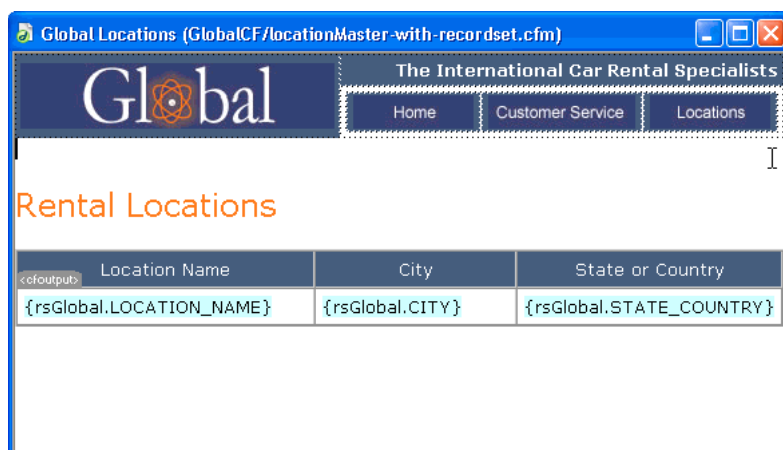 Global Locations (GlobalCF/locationMaster-with-recordset.cfm)
Global
The International Car Rental Specialists
Home Customer Service Locations
Rental Locations
Location Name City State or Country
<cfoutput>
{rsGlobal.LOCATION_NAME} {rsGlobal.CITY} {rsGlobal.STATE_COUNTRY}